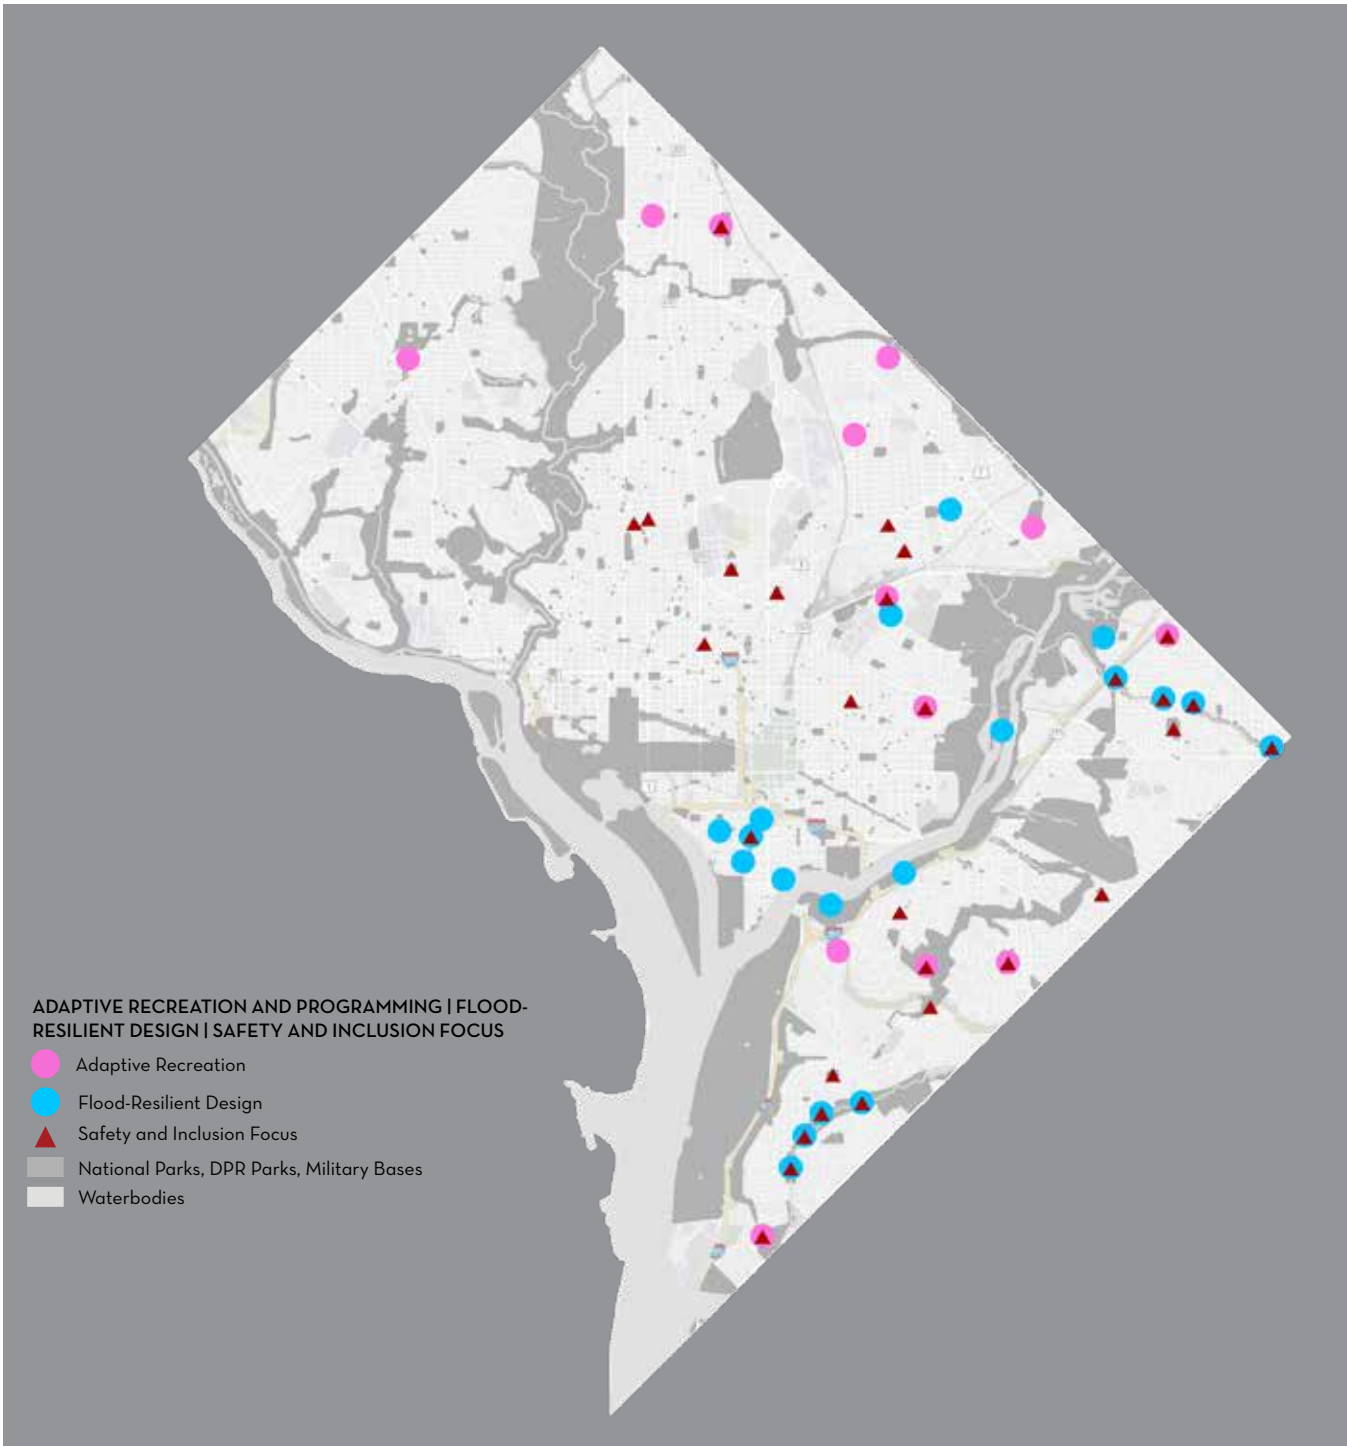 ADAPTIVE RECREATION AND PROGRAMMING | FLOOD-
RESILIENT DESIGN | SAFETY AND INCLUSION FOCUS
Adaptive Recreation
Flood-Resilient Design
Safety and Inclusion Focus
National Parks, DPR Parks, Military Bases
Waterbodies